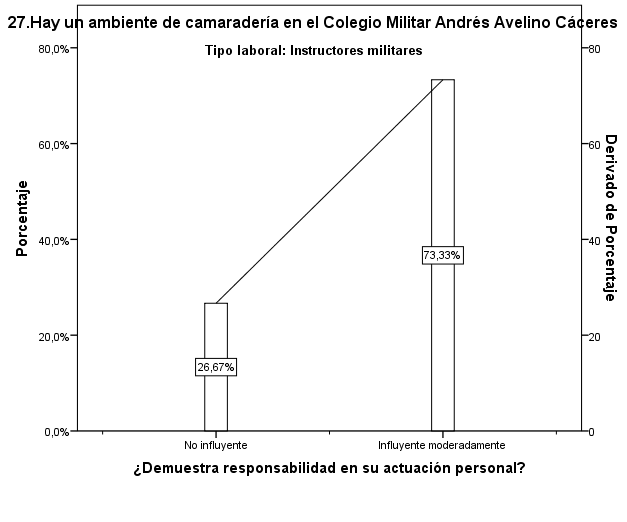 27.Hay un ambiente de camaradería en el Colegio Militar Andrés Avelino Cáceres
Tipo laboral: Instructores militares
80,0%
60,0%
40,0%
20,0%
0,0%
Porcentaje
73,33%
26,67%
80
60
40
20
0
Derivado de Porcentaje
No influyente
Influyente moderadamente
¿Demuestra responsabilidad en su actuación personal?